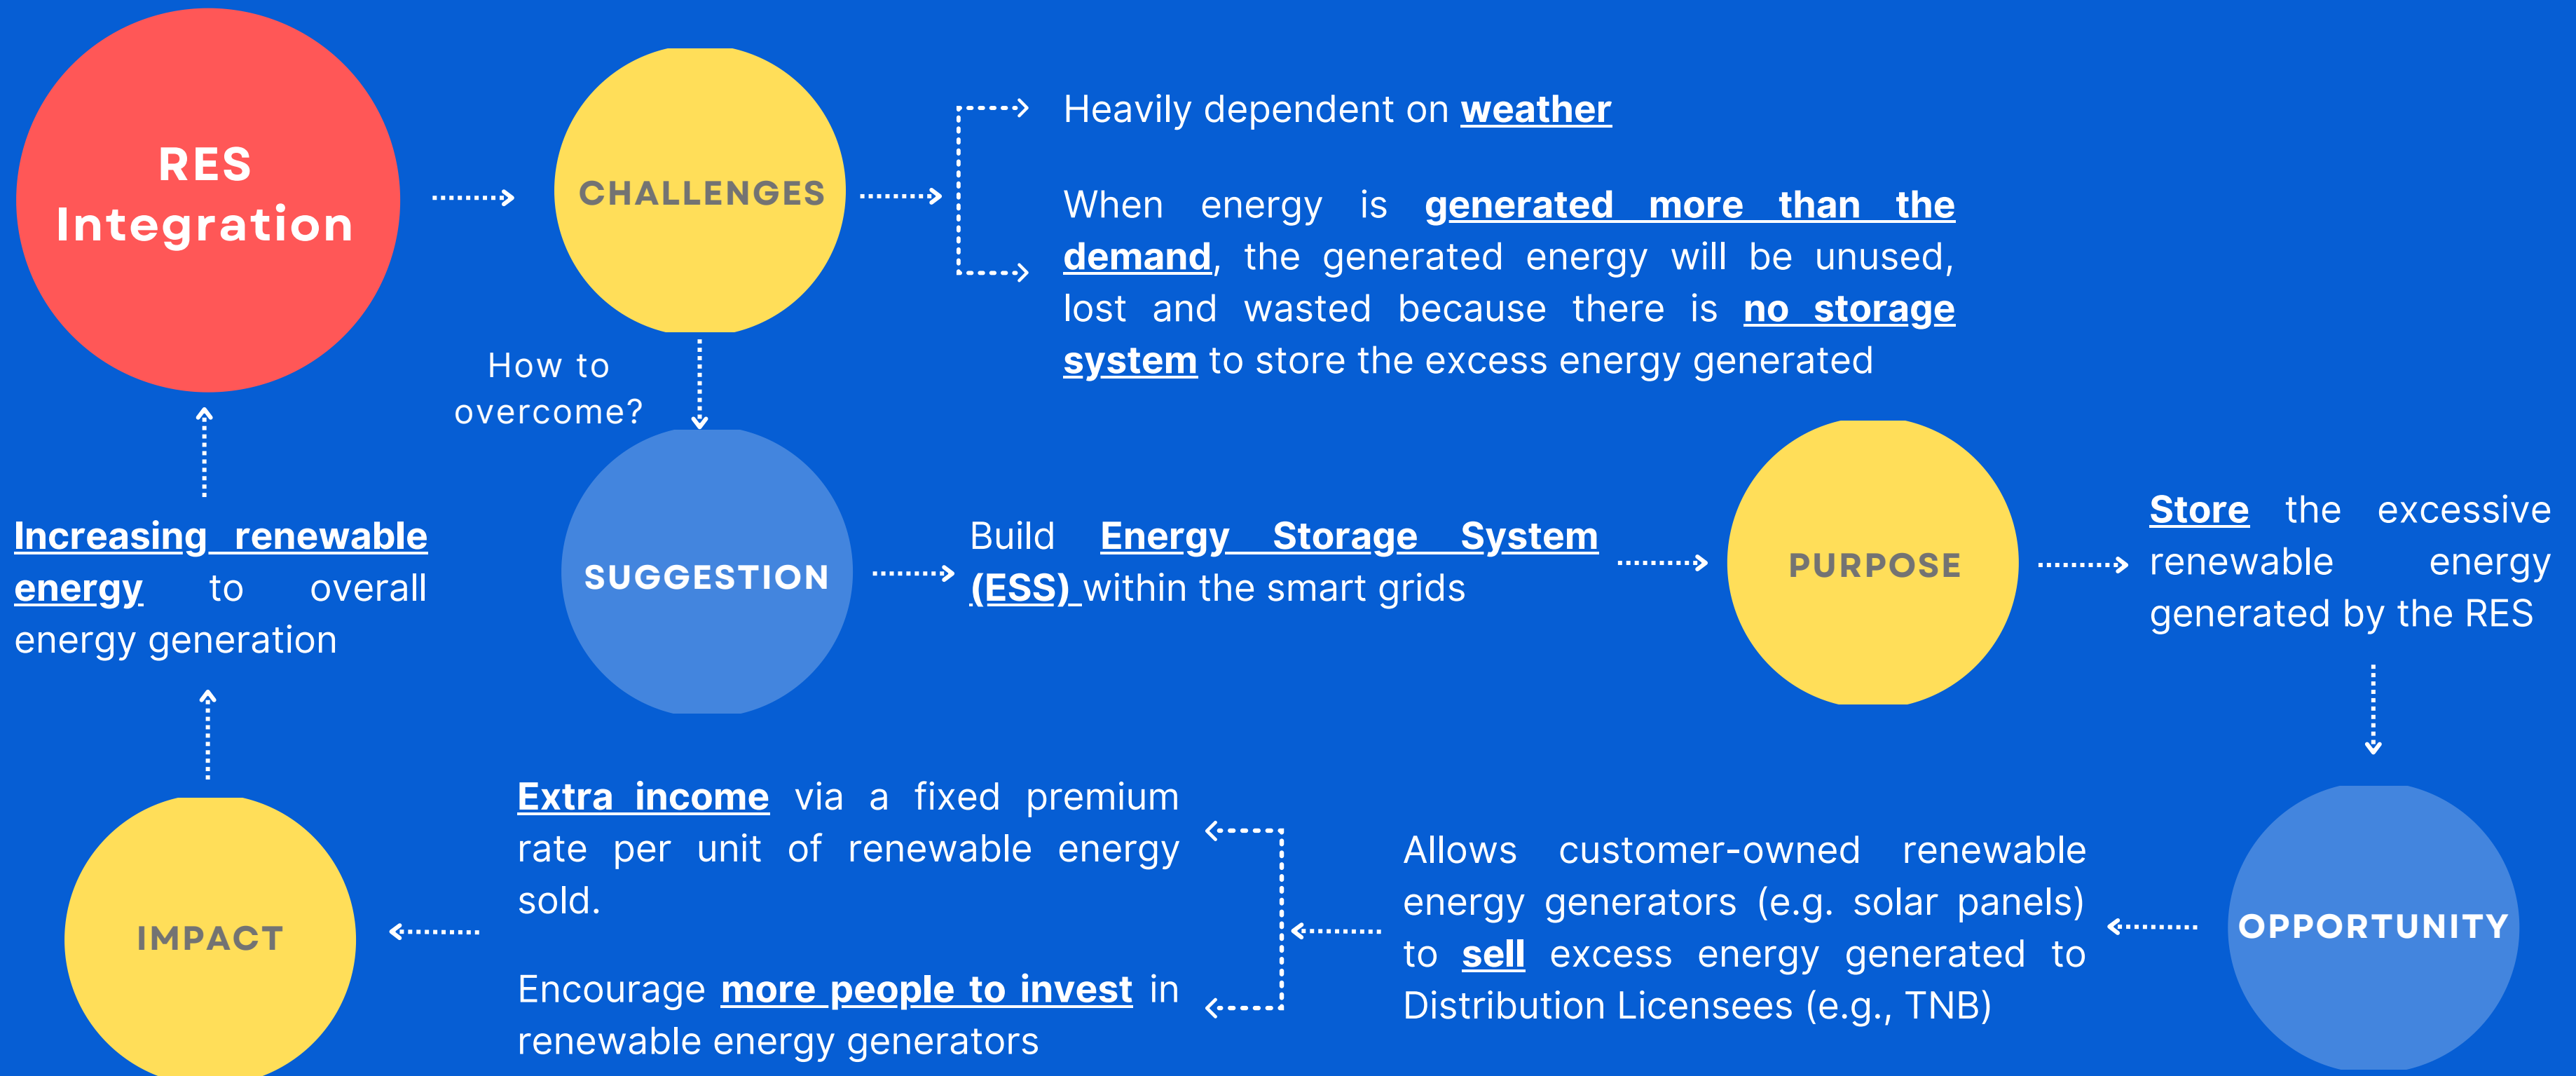 RES
Integration
CHALLENGES
Heavily dependent on weather
When energy is generated more than the
demand, the generated energy will be unused,
lost and wasted because there is no storage
system to store the excess energy generated
How to
overcome?
SUGGESTION
Build Energy Storage System
(ESS) within the smart grids
PURPOSE
Store the excessive
renewable energy
generated by the RES
OPPORTUNITY
Allows customer-owned renewable
energy generators (e.g. solar panels)
to sell excess energy generated to
Distribution Licensees (e.g., TNB)
Extra income via a fixed premium
rate per unit of renewable energy
sold.
Encourage more people to invest in
renewable energy generators
IMPACT
Increasing renewable
energy to overall
energy generation